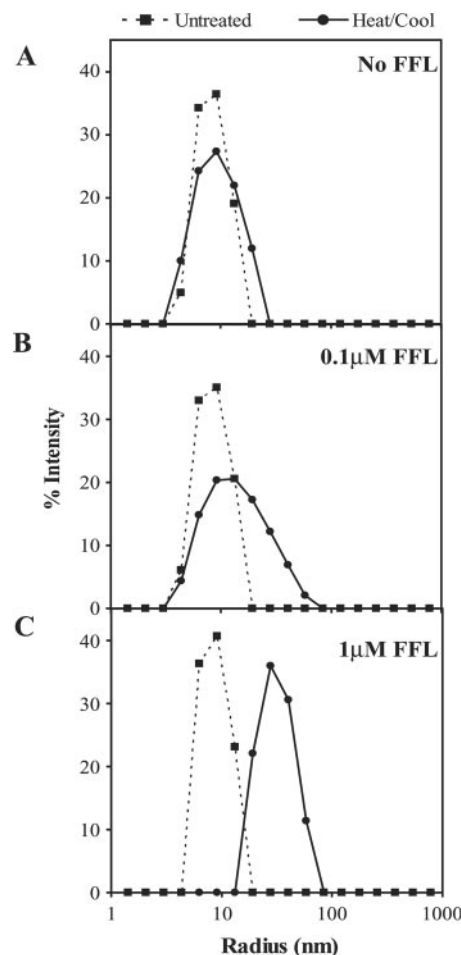 Untreated Heat/Cool
A
No FFL
40
30
20
10
0
B
0.1μM FFL
40
30
20
10
0
% Intensity
C
1μM FFL
40
30
20
10
0
1 10 100 1000
Radius (nm)